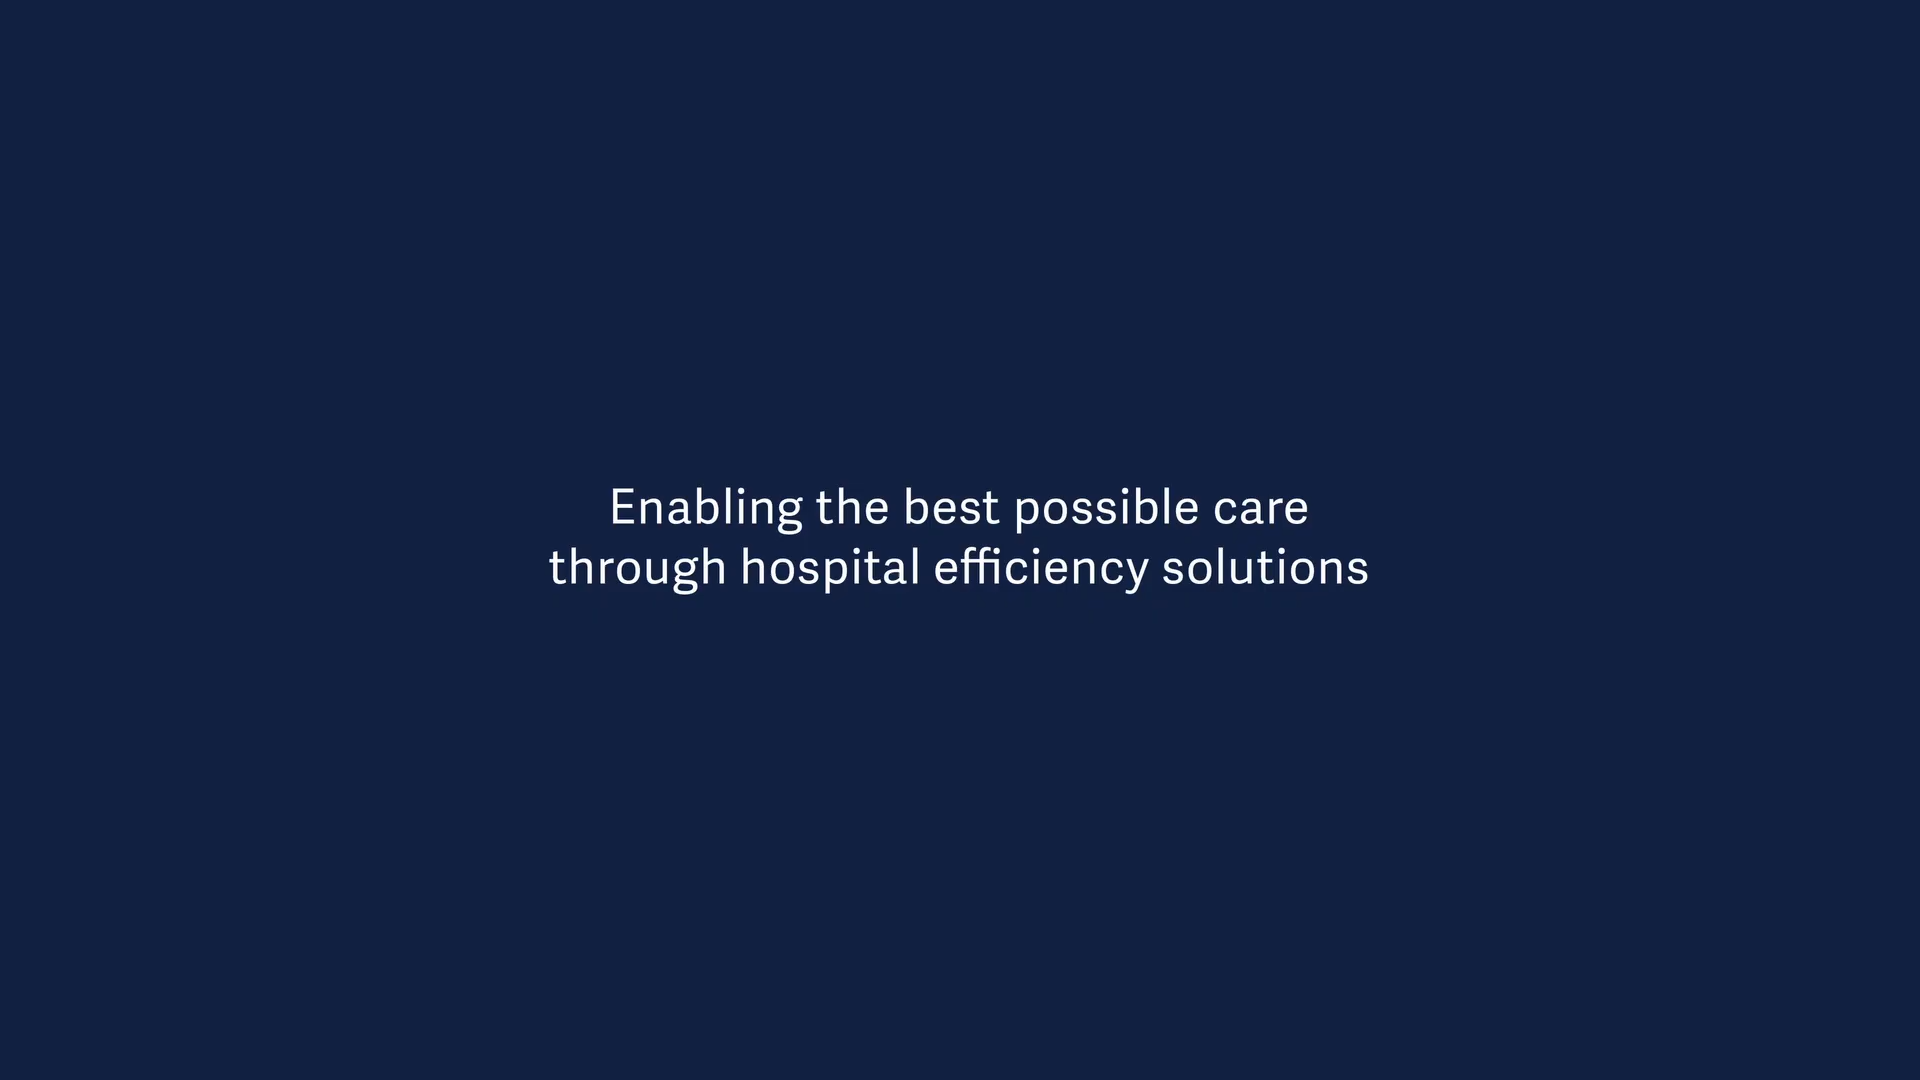 Enabling the best possible care
through hospital efficiency solutions